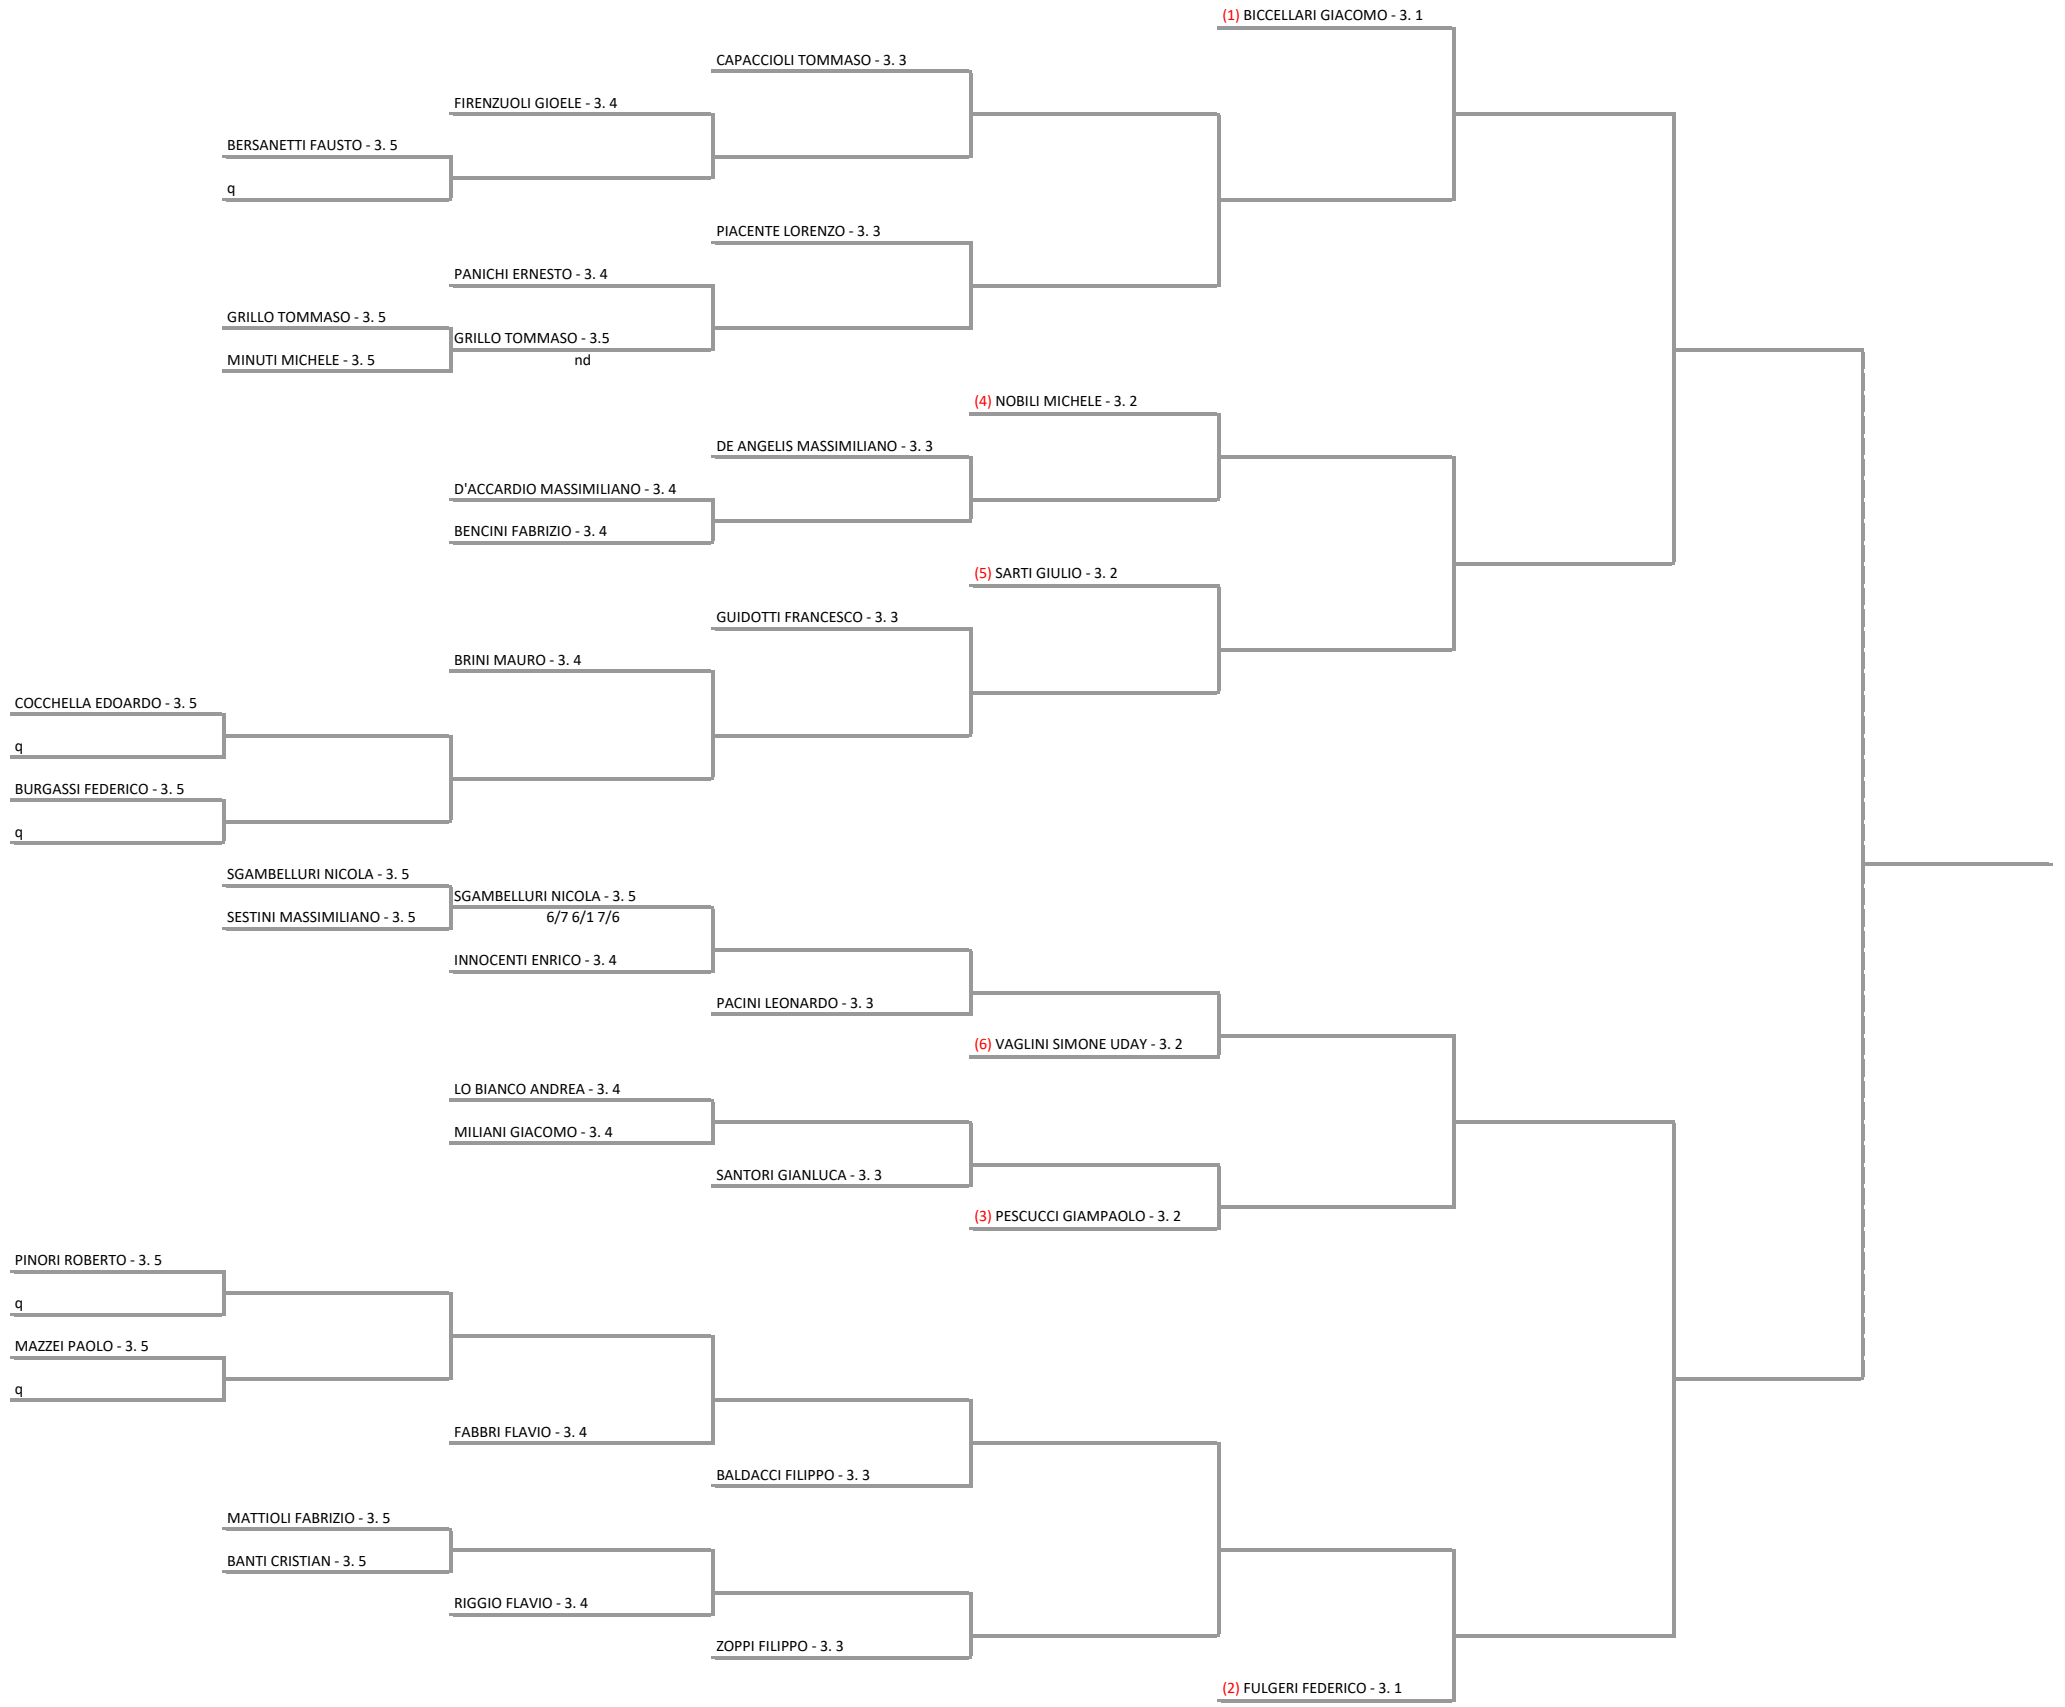 (1) BICCELLARI GIACOMO - 3. 1
CAPACCIOLI TOMMASO - 3. 3
FIRENZUOLI GIOELE - 3. 4
BERSANETTI FAUSTO - 3. 5
q
PIACENTE LORENZO - 3. 3
PANICHI ERNESTO - 3. 4
GRILLO TOMMASO - 3. 5
GRILLO TOMMASO - 3.5
MINUTI MICHELE - 3. 5
nd
(4) NOBILI MICHELE - 3. 2
DE ANGELIS MASSIMILIANO - 3. 3
D'ACCARDIO MASSIMILIANO - 3. 4
BENCINI FABRIZIO - 3. 4
(5) SARTI GIULIO - 3. 2
GUIDOTTI FRANCESCO - 3. 3
BRINI MAURO - 3. 4
COCCHELLA EDOARDO - 3. 5
q
BURGASSI FEDERICO - 3. 5
q
SGAMBELLURI NICOLA - 3. 5
SGAMBELLURI NICOLA - 3. 5
SESTINI MASSIMILIANO - 3. 5
6/7 6/1 7/6
INNOCENTI ENRICO - 3. 4
PACINI LEONARDO - 3. 3
(6) VAGLINI SIMONE UDAY - 3. 2
LO BIANCO ANDREA - 3. 4
MILIANI GIACOMO - 3. 4
SANTORI GIANLUCA - 3. 3
(3) PESCUCCI GIAMPAOLO - 3. 2
PINORI ROBERTO - 3. 5
q
MAZZEI PAOLO - 3. 5
q
FABBRI FLAVIO - 3. 4
BALDACCI FILIPPO - 3. 3
MATTIOLI FABRIZIO - 3. 5
BANTI CRISTIAN - 3. 5
RIGGIO FLAVIO - 3. 4
ZOPPI FILIPPO - 3. 3
(2) FULGERI FEDERICO - 3. 1